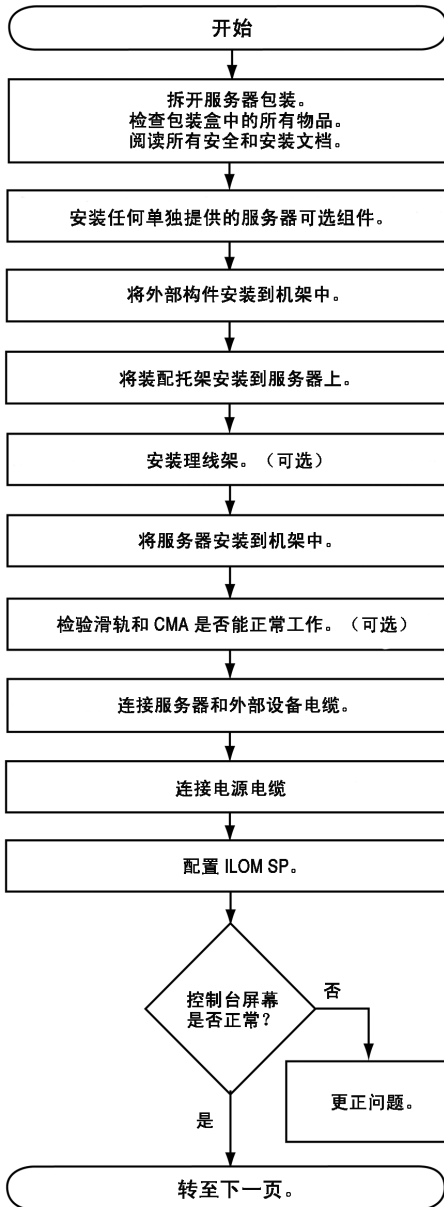 开始
拆开服务器包装。
检查包装盒中的所有物品。
阅读所有安全和安装文档。
安装任何单独提供的服务器可选组件。
将外部构件安装到机架中。
将装配托架安装到服务器上。
安装理线架。（可选）
将服务器安装到机架中。
检验滑轨和 CMA 是否能正常工作。（可选）
连接服务器和外部设备电缆。
连接电源电缆
配置 ILOM SP。
控制台屏幕
是否正常？
否
更正问题。
是
转至下一页。